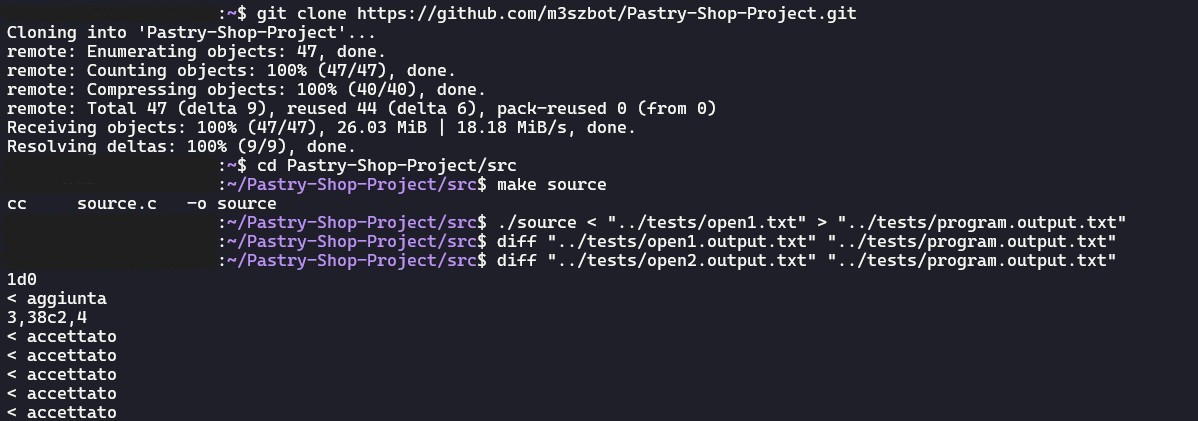 :~$ git clone https://github.com/m3szbot/Pastry-Shop-Project.git
Cloning into 'Pastry-Shop-Project'...
remote: Enumerating objects: 47, done.
remote: Counting objects: 100% (47/47), done.
remote: Compressing objects: 100% (40/40), done.
remote: Total 47 (delta 9), reused 44 (delta 6), pack-reused 0 (from 0)
Receiving objects: 100% (47/47), 26.03 MiB | 18.18 MiB/s, done.
Resolving deltas: 100% (9/9), done.
:~$ cd Pastry-Shop-Project/src
:~/Pastry-Shop-Project/src$ make source
cc     source.c   -o source
:~/Pastry-Shop-Project/src$ ./source < "../tests/open1.txt" > "../tests/program.output.txt"
:~/Pastry-Shop-Project/src$ diff "../tests/open1.output.txt" "../tests/program.output.txt"
:~/Pastry-Shop-Project/src$ diff "../tests/open2.output.txt" "../tests/program.output.txt"
1d0
< aggiunta
3,38c2,4
< accettato
< accettato
< accettato
< accettato
< accettato